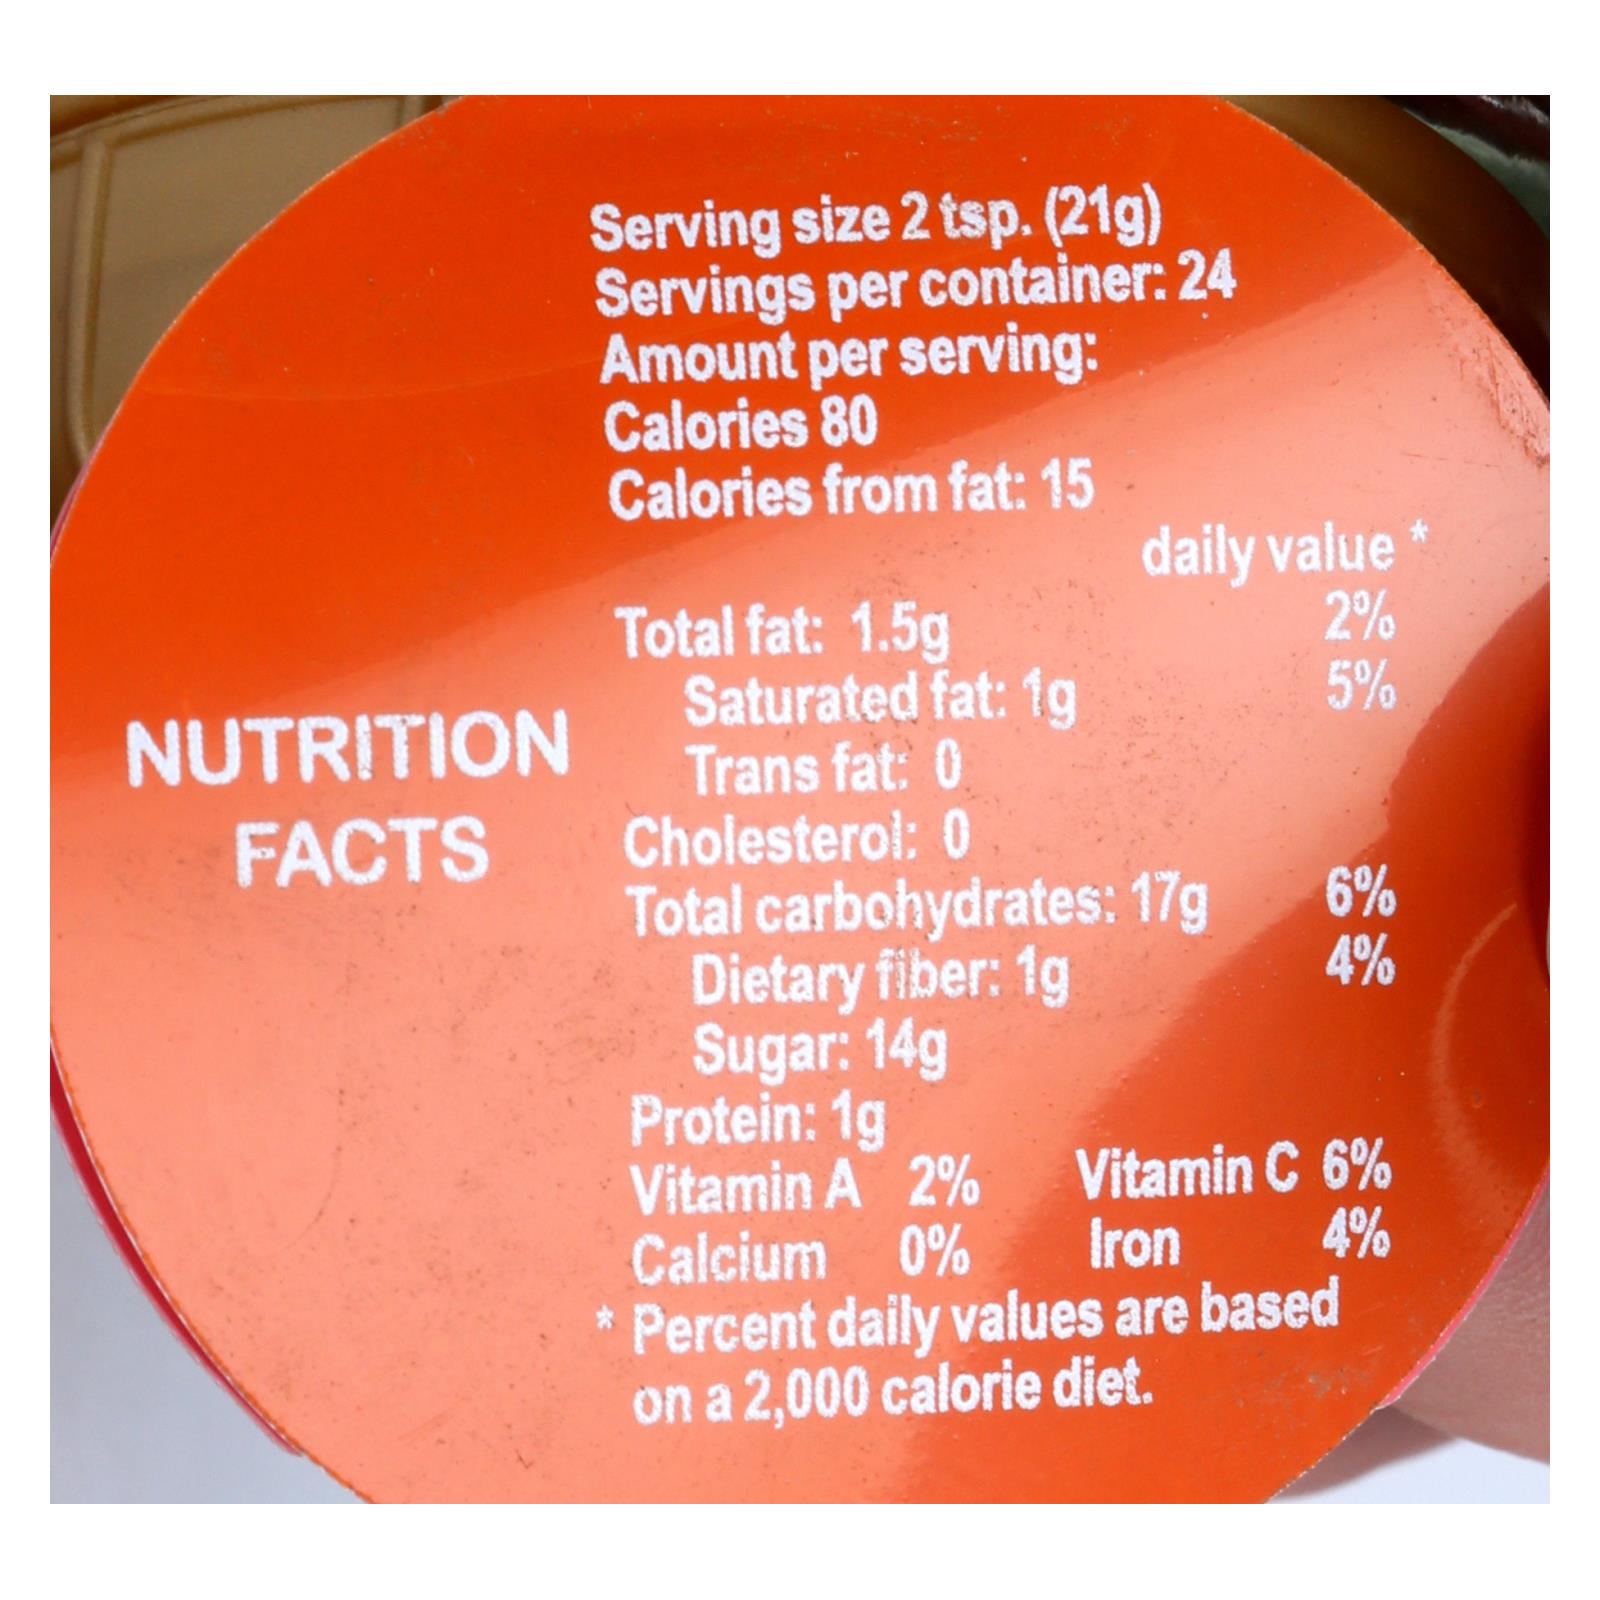 NUTRITION
FACTS
Serving size 2 tsp. (21g)
Servings per container: 24
Amount per serving:
Calories 80
Calories from fat: 15
daily value *
Total fat: 1.5g 2%
Saturated fat: 1g 5%
Trans fat: 0
Cholesterol: 0
Total carbohydrates: 17g 6%
Dietary fiber: 1g 4%
Sugar: 14g
Protein: 1g
Vitamin A 2% Vitamin C 6%
Calcium 0% Iron 4%
* Percent daily values are based
on a 2,000 calorie diet.